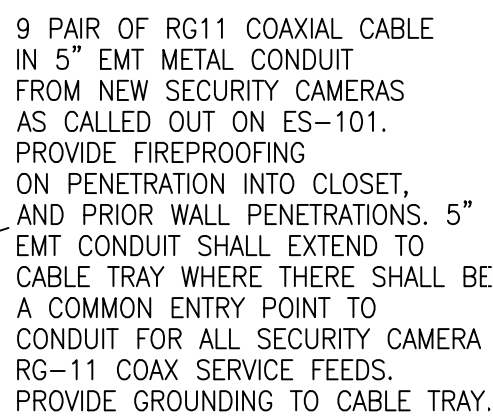 9 PAIR OF RG11 COAXIAL CABLE
IN 5” EMT METAL CONDUIT
FROM NEW SECURITY CAMERAS
AS CALLED OUT ON ES–101.
PROVIDE FIREPROOFING
ON PENETRATION INTO CLOSET,
AND PRIOR WALL PENETRATIONS. 5”
EMT CONDUIT SHALL EXTEND TO
CABLE TRAY WHERE THERE SHALL BE
A COMMON ENTRY POINT TO
CONDUIT FOR ALL SECURITY CAMERA
RG–11 COAX SERVICE FEEDS.
PROVIDE GROUNDING TO CABLE TRAY.